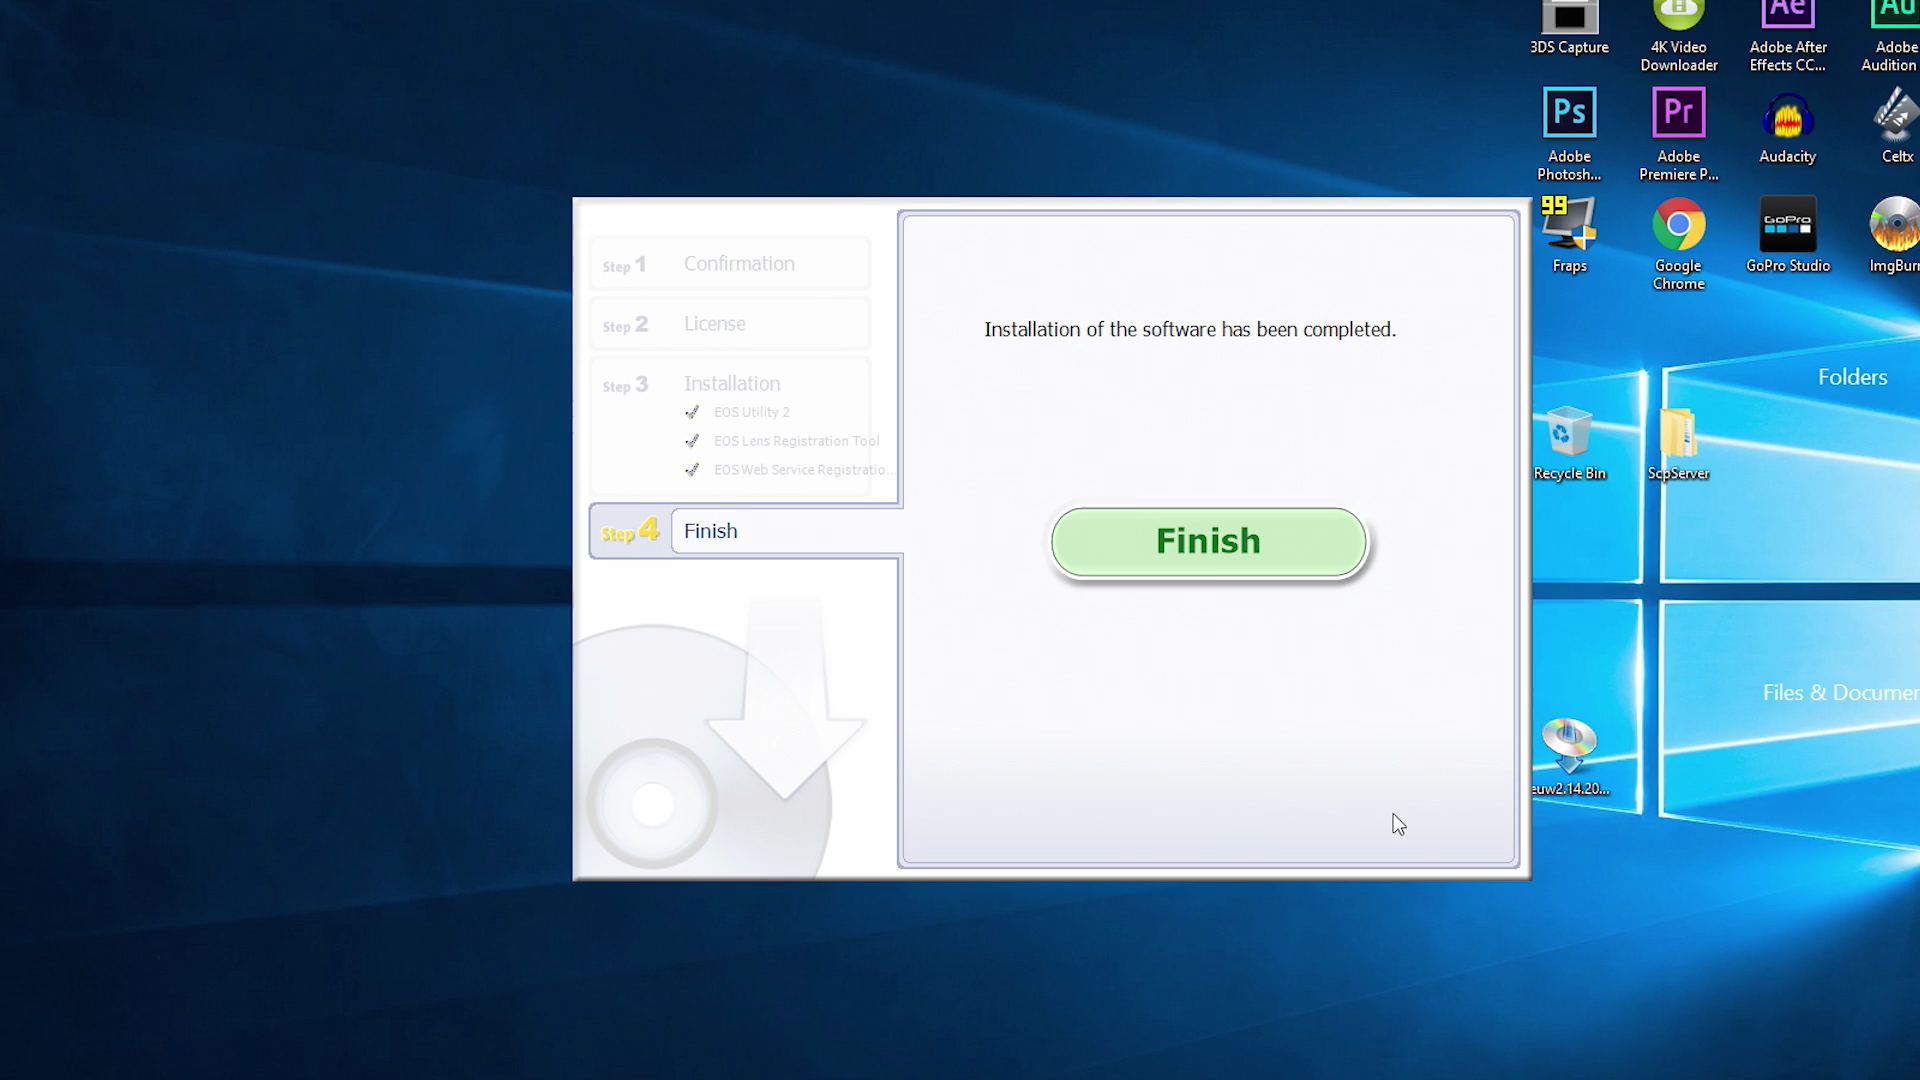 Step 1 Confirmation
Step 2 License
Step 3 Installation
EOS Utility 2
EOS Lens Registration Tool
EOS Web Service Registratio...
Step 4 Finish
Installation of the software has been completed.
Finish
Ae
Au
3DS Capture
4K Video
Downloader
Adobe After
Effects CC...
Adobe
Audition
Ps
Pr
Adobe
Photosh...
Adobe
Premiere P...
Audacity
Celtx
99
GoPro
Fraps
Google
Chrome
GoPro Studio
ImgBur
Folders
Recycle Bin
ScpServer
Files & Documen
euw2.14.20...